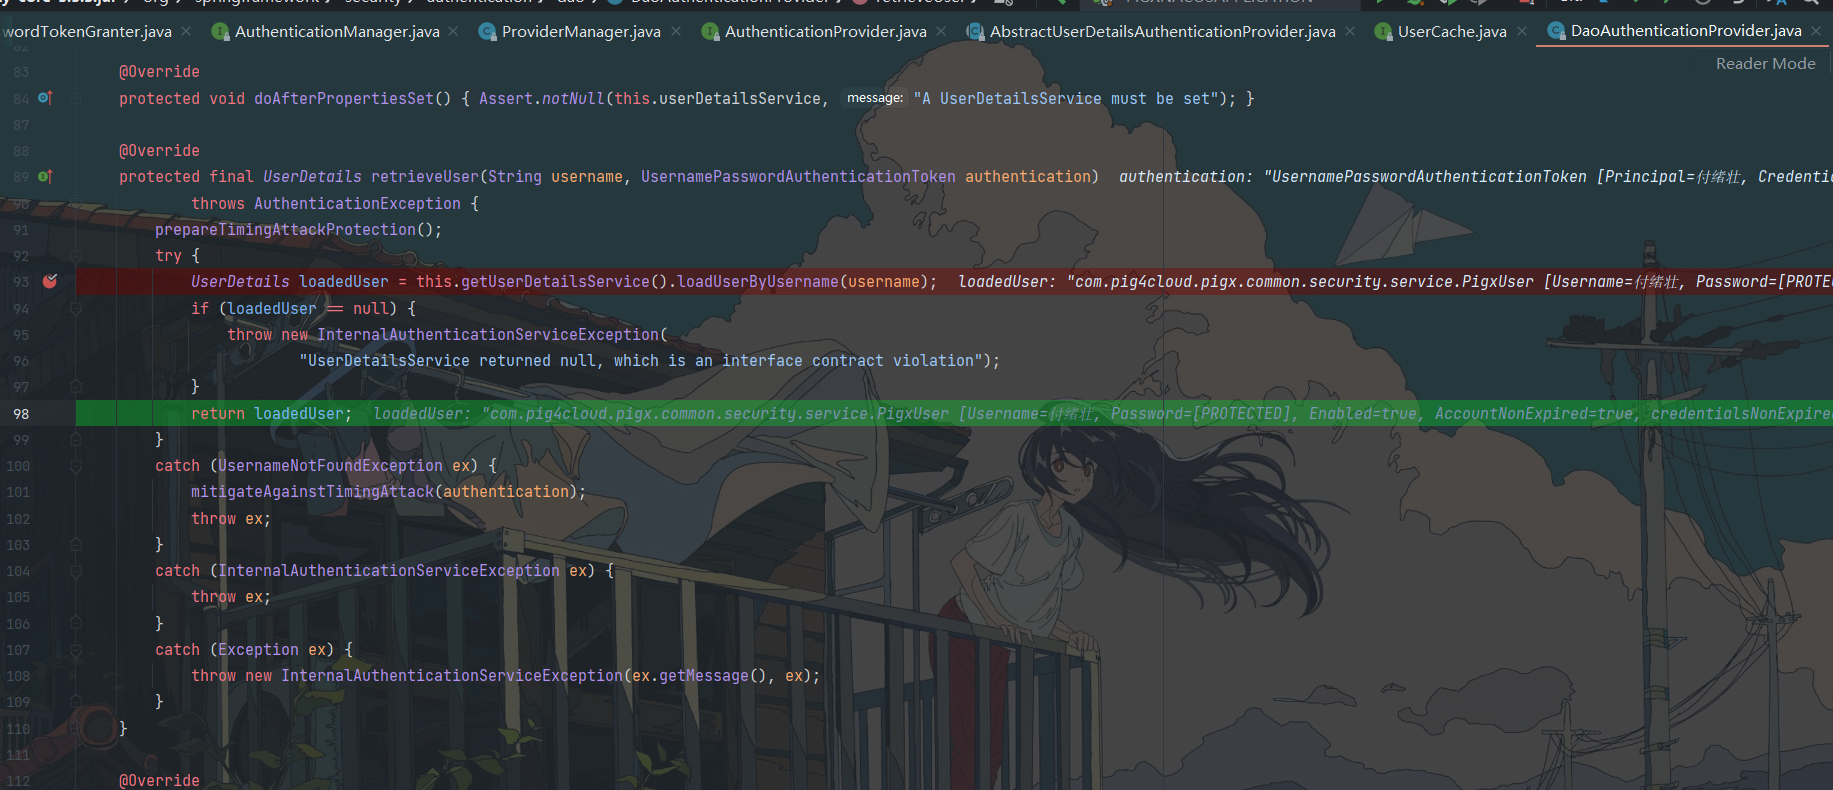 wordTokenGranter.java AuthenticationManager.java ProviderManager.java AuthenticationProvider.java AbstractUserDetailsAuthenticationProvider.java UserCache.java DaoAuthenticationProvider.java
Reader Mode
83 @Override
84 protected void doAfterPropertiesSet() { Assert.notNull(this.userDetailsService, message: "A UserDetailsService must be set"); }
87
88 @Override
89 protected final UserDetails retrieveUser(String username, UsernamePasswordAuthenticationToken authentication) authentication: "UsernamePasswordAuthenticationToken [Principal=付绪壮, Credentia
90 throws AuthenticationException {
91 prepareTimingAttackProtection();
92 try {
93 UserDetails loadedUser = this.getUserDetailsService().loadUserByUsername(username); loadedUser: "com.pig4cloud.pigx.common.security.service.PigxUser [Username=付绪壮, Password=[PROTEC
94 if (loadedUser == null) {
95 throw new InternalAuthenticationServiceException(
96 "UserDetailsService returned null, which is an interface contract violation");
97 }
98 return loadedUser; loadedUser: "com.pig4cloud.pigx.common.security.service.PigxUser [Username=付绪壮, Password=[PROTECTED], Enabled=true, AccountNonExpired=true, credentialsNonExpired
99 }
100 catch (UsernameNotFoundException ex) {
101 mitigateAgainstTimingAttack(authentication);
102 throw ex;
103 }
104 catch (InternalAuthenticationServiceException ex) {
105 throw ex;
106 }
107 catch (Exception ex) {
108 throw new InternalAuthenticationServiceException(ex.getMessage(), ex);
109 }
110 }
111
112 @Override